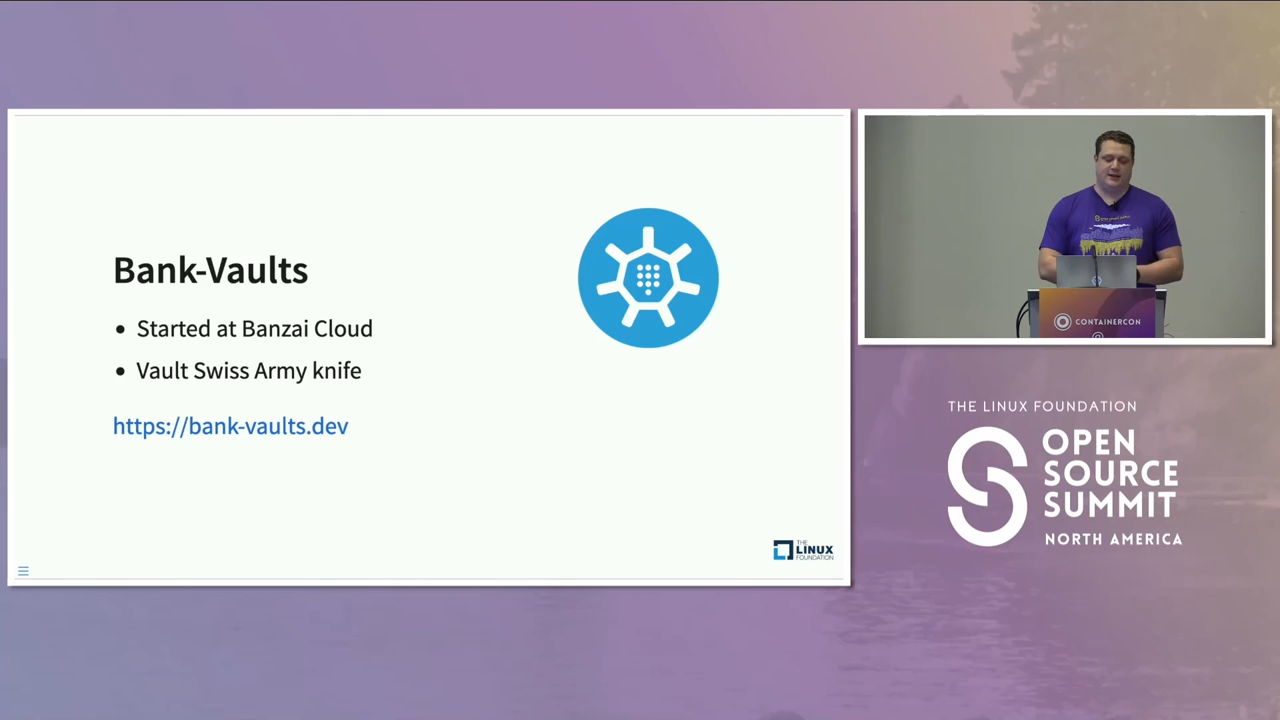 Bank-Vaults
• Started at Banzai Cloud
• Vault Swiss Army knife
https://bank-vaults.dev
THE
LINUX
FOUNDATION
CONTAINERCON
THE LINUX FOUNDATION
OPEN
SOURCE
SUMMIT
NORTH AMERICA